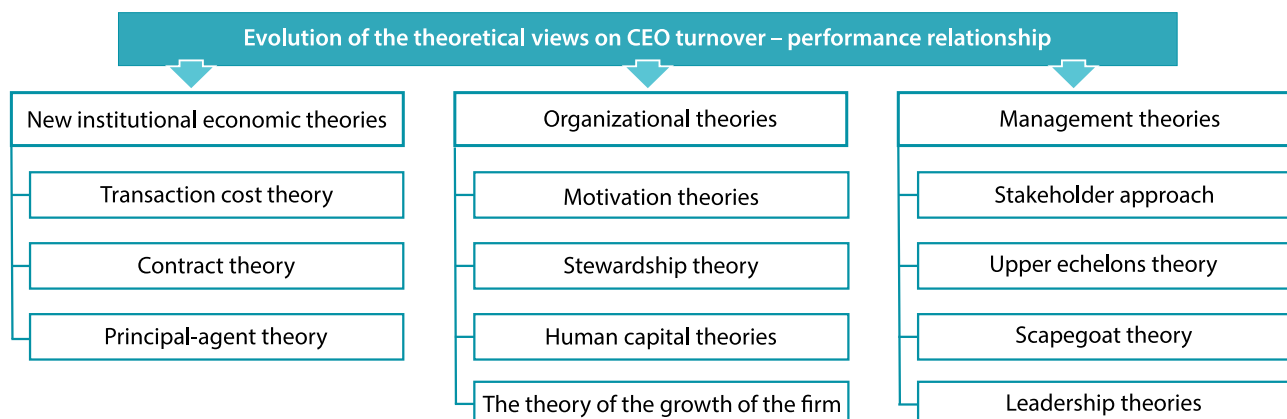 Evolution of the theoretical views on CEO turnover – performance relationship
New institutional economic theories
Transaction cost theory
Contract theory
Principal-agent theory
Organizational theories
Motivation theories
Stewardship theory
Human capital theories
The theory of the growth of the firm
Management theories
Stakeholder approach
Upper echelons theory
Scapegoat theory
Leadership theories